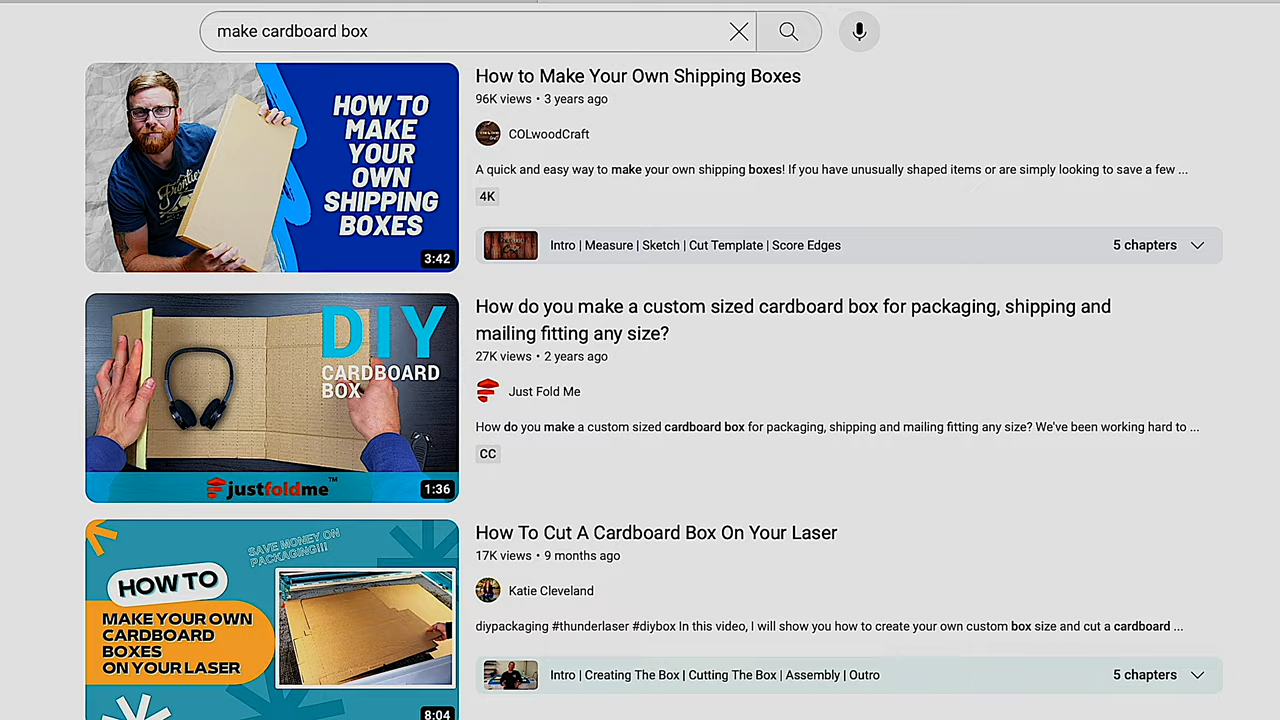 make cardboard box
HOW TO
MAKE
YOUR
OWN
SHIPPING
BOXES
3:42
How to Make Your Own Shipping Boxes
96K views • 3 years ago
COLwoodCraft
A quick and easy way to make your own shipping boxes! If you have unusually shaped items or are simply looking to save a few ...
4K
Intro | Measure | Sketch | Cut Template | Score Edges
5 chapters
DIY
CARDBOARD
BOX
justfoldme™
1:36
How do you make a custom sized cardboard box for packaging, shipping and
mailing fitting any size?
27K views • 2 years ago
Just Fold Me
How do you make a custom sized cardboard box for packaging, shipping and mailing fitting any size? We've been working hard to ...
CC
SAVE MONEY ON
PACKAGING!!!
HOW TO
MAKE YOUR OWN
CARDBOARD
BOXES
ON YOUR LASER
8:04
How To Cut A Cardboard Box On Your Laser
17K views • 9 months ago
Katie Cleveland
diypackaging #thunderlaser #diybox In this video, I will show you how to create your own custom box size and cut a cardboard ...
Intro | Creating The Box | Cutting The Box | Assembly | Outro
5 chapters